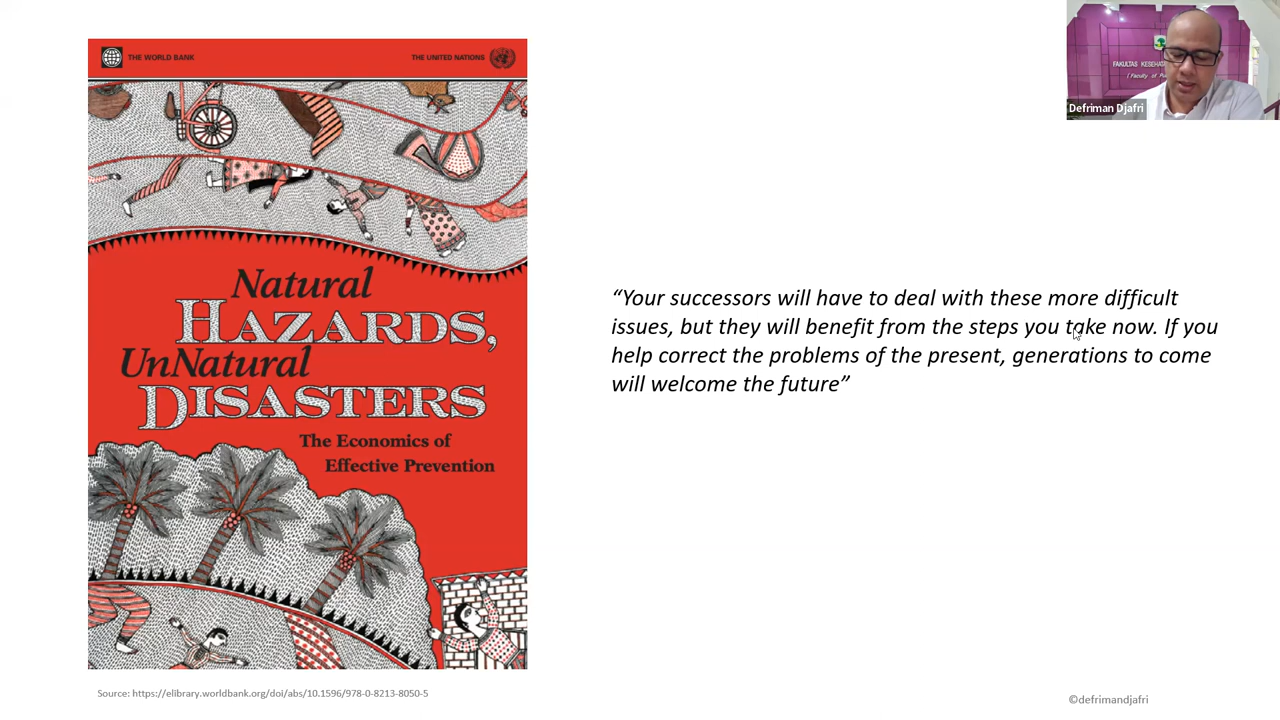 THE WORLD BANK
THE UNITED NATIONS
Natural
HAZARDS,
UnNatural
DISASTERS
The Economics of
Effective Prevention
“Your successors will have to deal with these more difficult
issues, but they will benefit from the steps you take now. If you
help correct the problems of the present, generations to come
will welcome the future”
FAKULTAS
Defriman Djafri
Source: https://elibrary.worldbank.org/doi/abs/10.1596/978-0-8213-8050-5
©defrimandjafri